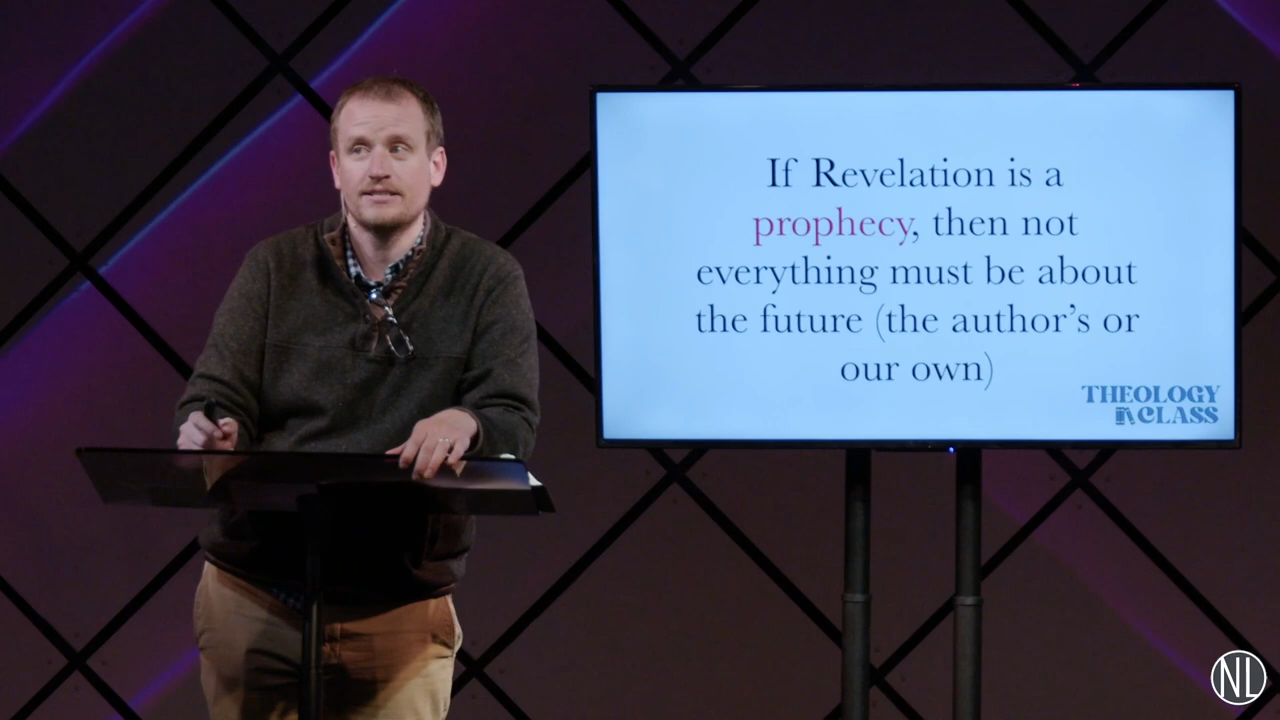 If Revelation is a
prophecy, then not
everything must be about
the future (the author's or
our own)
THEOLOGY
CLASS
NL